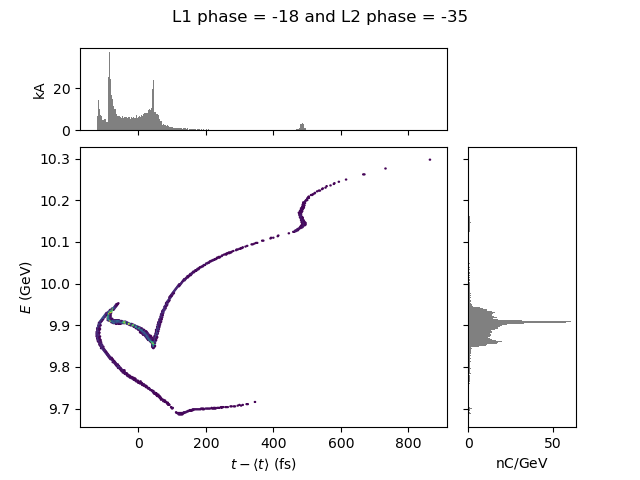 L1 phase = -18 and L2 phase = -35
kA
20
0
10.3
10.2
10.1
10.0
9.9
9.8
9.7
E (GeV)
0 200 400 600 800
t − ⟨t⟩ (fs)
0 50
nC/GeV